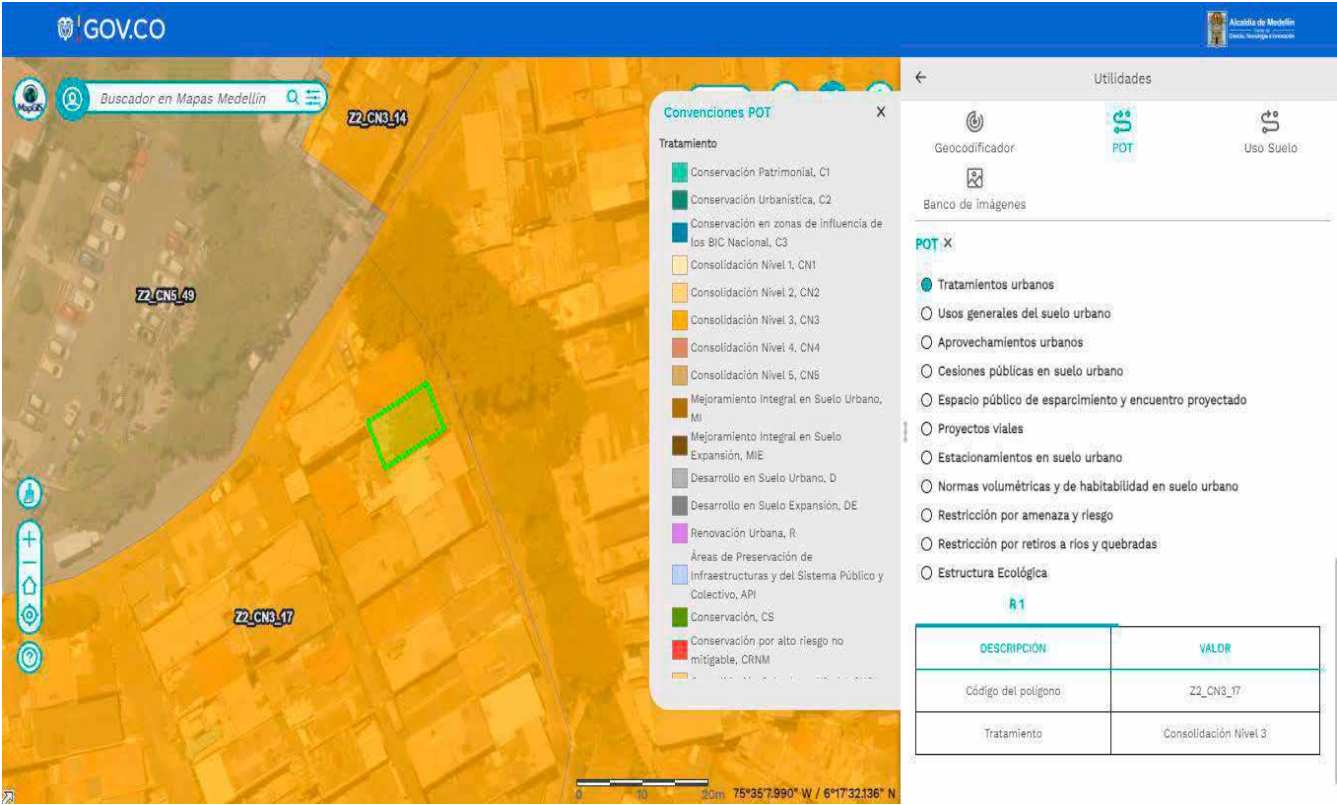 GOV.CO
Alcaldía de Medellín
MapGIS
Buscador en Mapas Medellín
Z2_CN3_14
Z2_CN5_49
Z2_CN3_17
Convenciones POT
X
Tratamiento
Conservación Patrimonial, C1
Conservación Urbanística, C2
Conservación en zonas de influencia de
los BIC Nacional, C3
Consolidación Nivel 1, CN1
Consolidación Nivel 2, CN2
Consolidación Nivel 3, CN3
Consolidación Nivel 4, CN4
Consolidación Nivel 5, CN5
Mejoramiento Integral en Suelo Urbano,
MI
Mejoramiento Integral en Suelo
Expansión, MIE
Desarrollo en Suelo Urbano, D
Desarrollo en Suelo Expansión, DE
Renovación Urbana, R
Áreas de Preservación de
Infraestructuras y del Sistema Público y
Colectivo, API
Conservación, CS
Conservación por alto riesgo no
mitigable, CRNM
0 10 20m 75°35'7.990" W / 6°17'32.136" N
Utilidades
Geocodificador
POT
Uso Suelo
Banco de imágenes
POT X
Tratamientos urbanos
Usos generales del suelo urbano
Aprovechamientos urbanos
Cesiones públicas en suelo urbano
Espacio público de esparcimiento y encuentro proyectado
Proyectos viales
Estacionamientos en suelo urbano
Normas volumétricas y de habitabilidad en suelo urbano
Restricción por amenaza y riesgo
Restricción por retiros a rios y quebradas
Estructura Ecológica
R 1
DESCRIPCIÓN VALOR
Código del polígono Z2_CN3_17
Tratamiento Consolidación Nivel 3